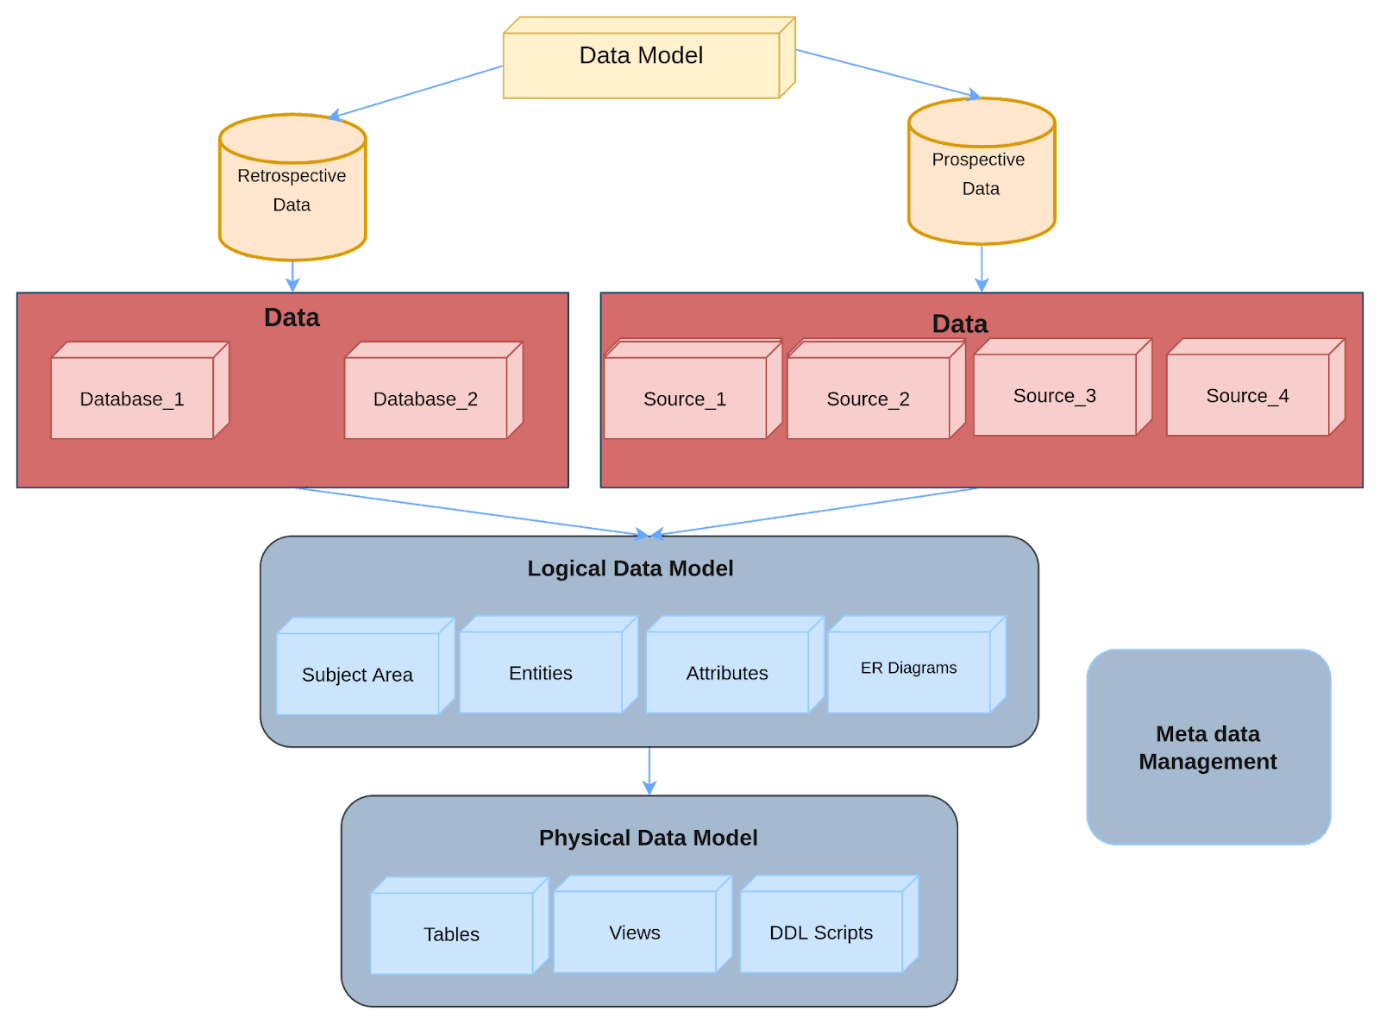 Data Model
Retrospective
Data
Prospective
Data
Data
Database_1
Database_2
Data
Source_1
Source_2
Source_3
Source_4
Logical Data Model
Subject Area
Entities
Attributes
ER Diagrams
Meta data
Management
Physical Data Model
Tables
Views
DDL Scripts